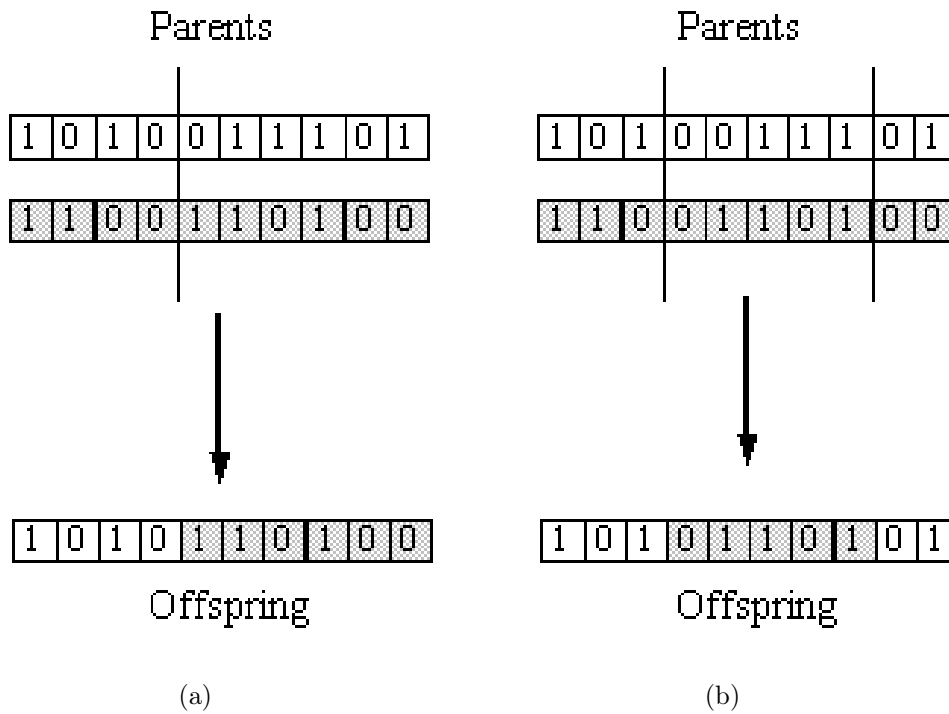 Parents
1 0 1 0 0 1 1 1 0 1
1 1 0 0 1 1 0 1 0 0
1 0 1 0 1 1 0 1 0 0
Offspring
(a)
Parents
1 0 1 0 0 1 1 1 0 1
1 1 0 0 1 1 0 1 0 0
1 0 1 0 1 1 0 1 0 1
Offspring
(b)